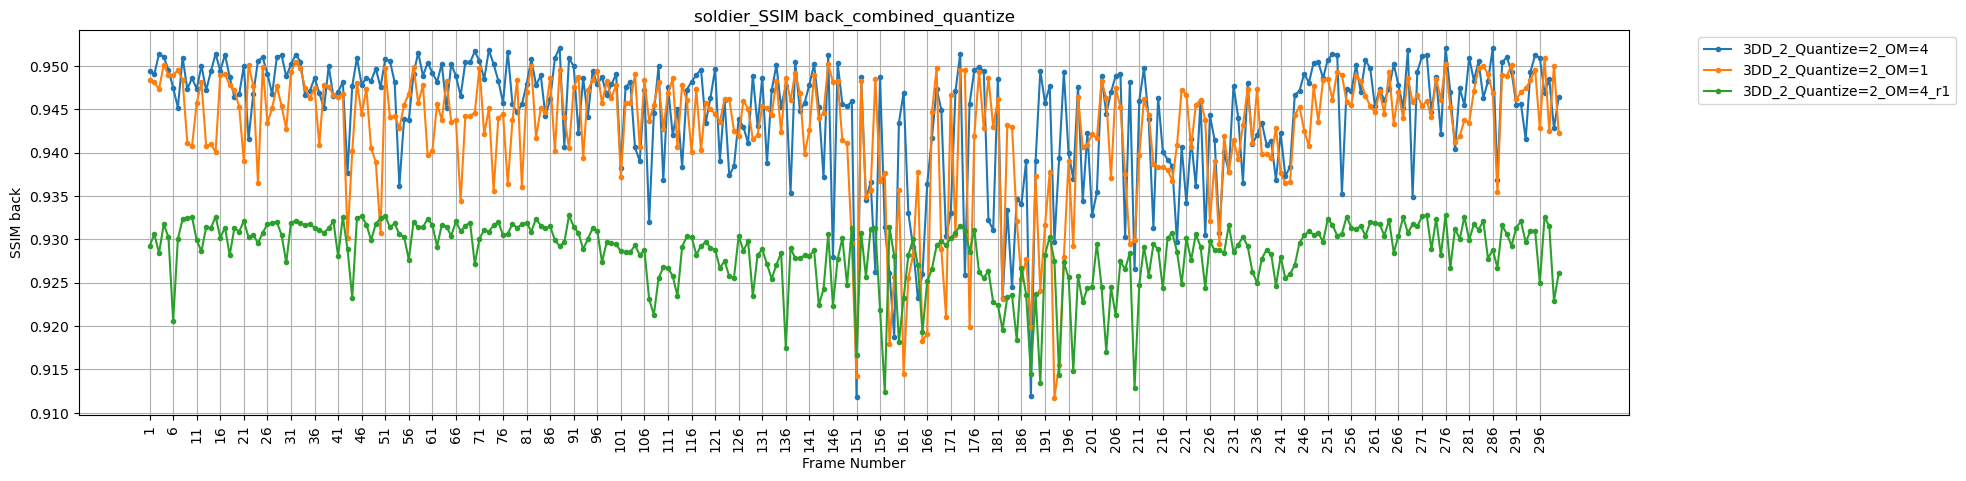 soldier_SSIM back_combined_quantize
3DD_2_Quantize=2_OM=4
3DD_2_Quantize=2_OM=1
3DD_2_Quantize=2_OM=4_r1
SSIM back
0.950
0.945
0.940
0.935
0.930
0.925
0.920
0.915
0.910
1 6 11 16 21 26 31 36 41 46 51 56 61 66 71 76 81 86 91 96 101 106 111 116 121 126 131 136 141 146 151 156 161 166 171 176 181 186 191 196 201 206 211 216 221 226 231 236 241 246 251 256 261 266 271 276 281 286 291 296
Frame Number